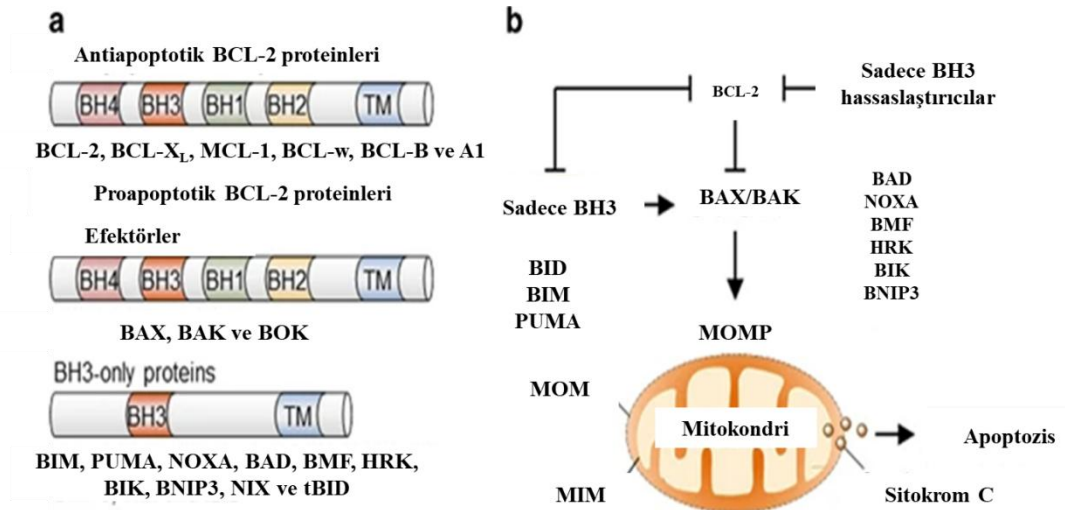 a
Antiapoptotik BCL-2 proteinleri
BH4 BH3 BH1 BH2 TM
BCL-2, BCL-X_L, MCL-1, BCL-w, BCL-B ve A1
Proapoptotik BCL-2 proteinleri
Efektörler
BH4 BH3 BH1 BH2 TM
BAX, BAK ve BOK
BH3-only proteins
BH3 TM
BIM, PUMA, NOXA, BAD, BMF, HRK,
BIK, BNIP3, NIX ve tBID
b
BCL-2
Sadece BH3
hassaslaştırıcılar
Sadece BH3
BAX/BAK
BID
BIM
PUMA
BAD
NOXA
BMF
HRK
BIK
BNIP3
MOMP
MOM
Mitokondri
Apoptozis
MIM
Sitokrom C